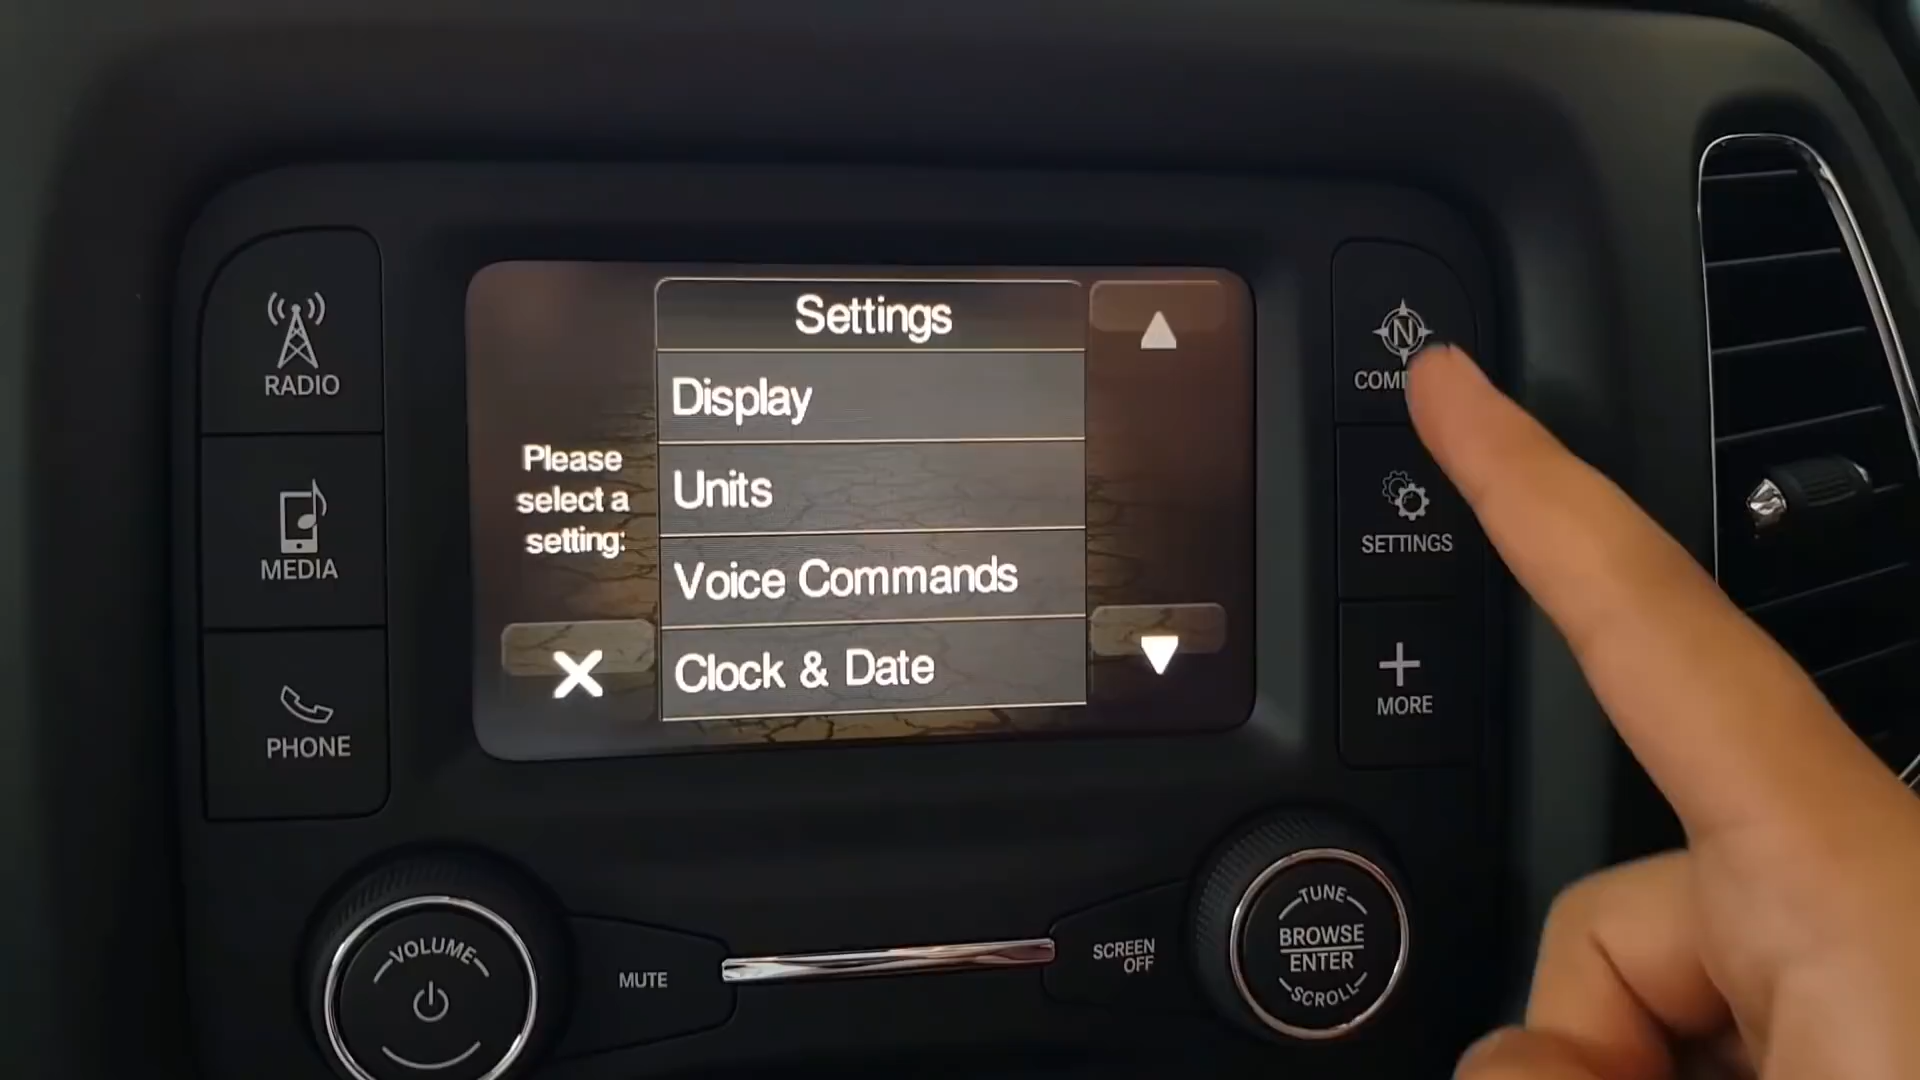 RADIO
MEDIA
PHONE
Settings
Display
Units
Voice Commands
Clock & Date
Please
select a
setting:
N
SETTINGS
MORE
VOLUME
MUTE
SCREEN
OFF
TUNE
BROWSE
ENTER
SCROLL